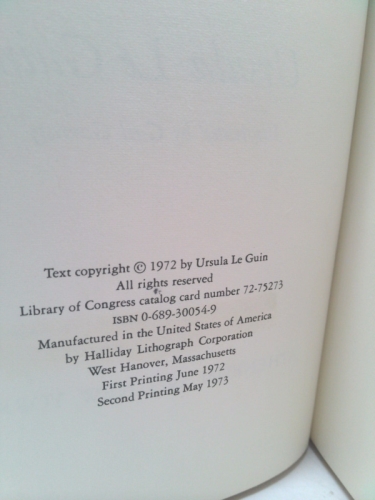 Text copyright © 1972 by Ursula Le Guin
All rights reserved
Library of Congress catalog card number 72-75273
ISBN 0-689-30054-9
Manufactured in the United States of America
by Halliday Lithograph Corporation
West Hanover, Massachusetts
First Printing June 1972
Second Printing May 1973